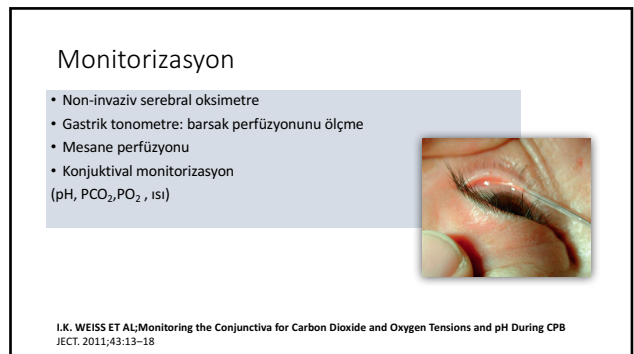 Monitorizasyon
• Non-invaziv serebral oksimetre
• Gastrik tonometre: barsak perfüzyonunu ölçme
• Mesane perfüzyonu
• Konjuktival monitorizasyon
(pH, PCO₂,PO₂ , ısı)
I.K. WEISS ET AL;Monitoring the Conjunctiva for Carbon Dioxide and Oxygen Tensions and pH During CPB
JECT. 2011;43:13–18